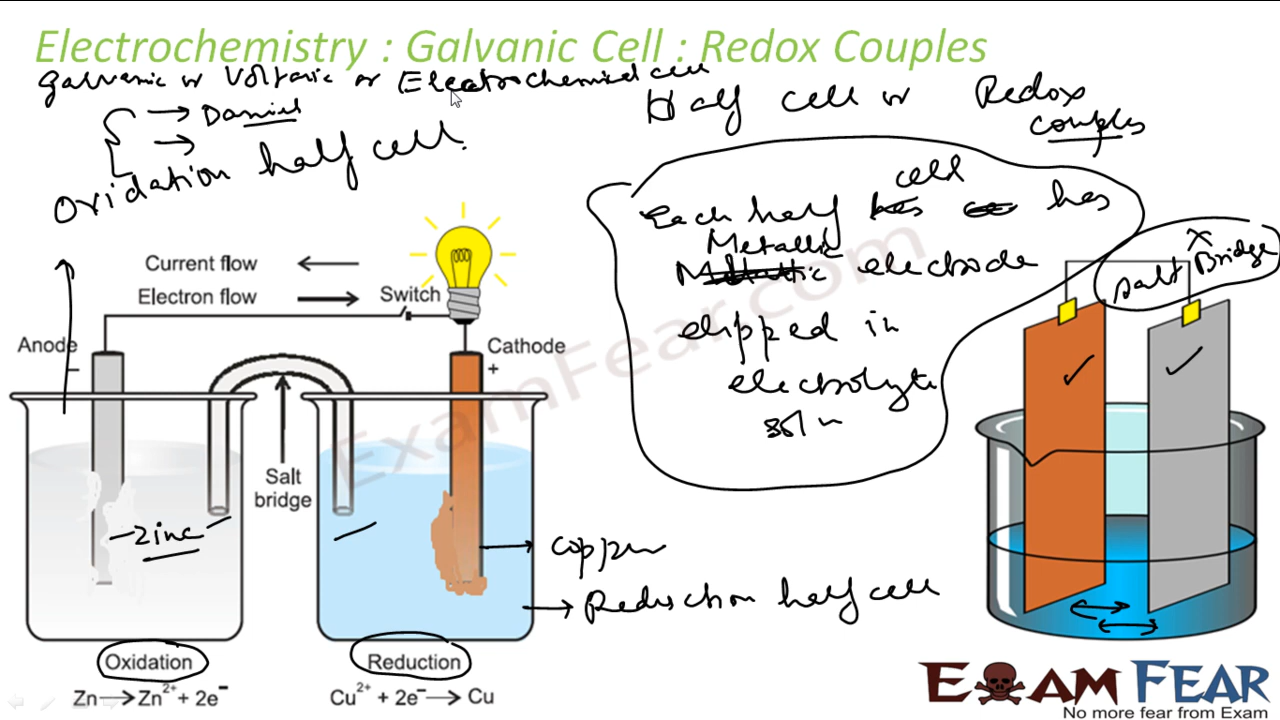 Electrochemistry : Galvanic Cell : Redox Couples
Galvanic or Voltaic or Electrochemical cell
→ Daniel
→
Oxidation half cell
Half cell or Redox
couples
Each half cell has
Metallic electrode
dipped in
electrolyte
soln
Salt Bridge
Current flow ←
Electron flow →
Switch
Anode
−
Cathode
+
Salt
bridge
Zinc
Copper
→ Reduction half cell
Oxidation
Reduction
Zn → Zn²⁺ + 2e⁻
Cu²⁺ + 2e⁻ → Cu
ExamFear.com
EXAM FEAR
No more fear from Exam